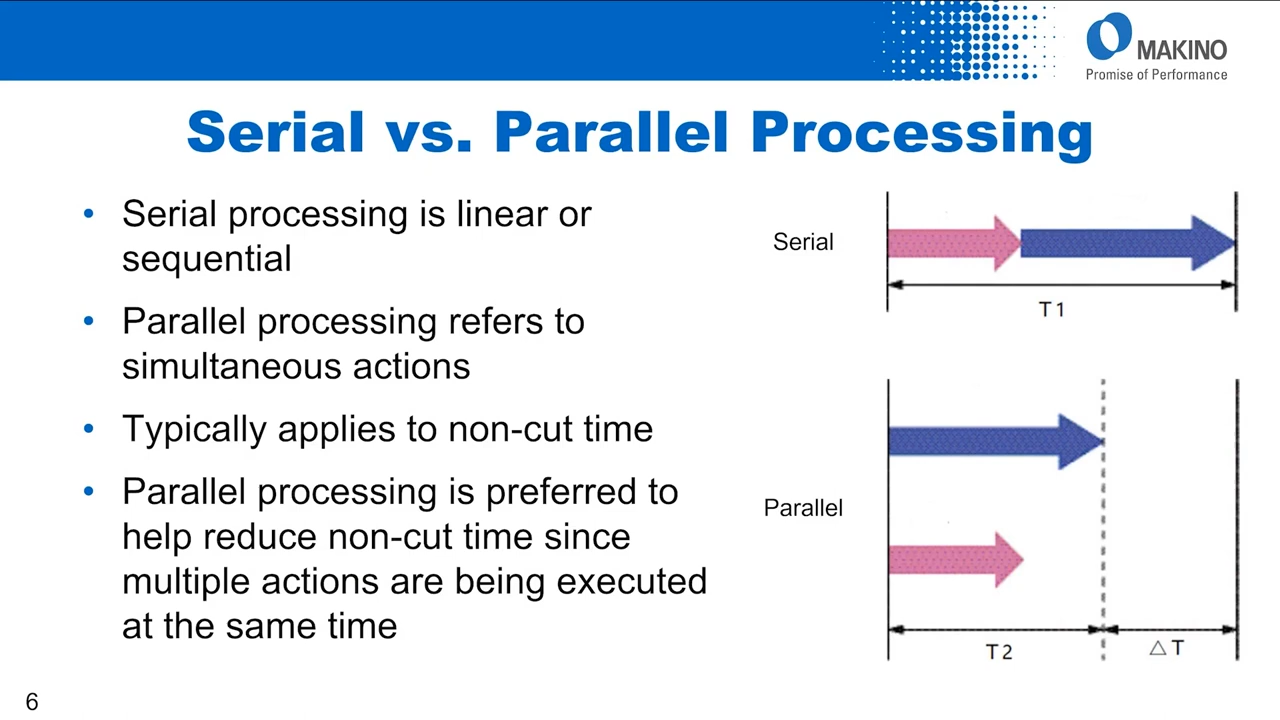 MAKINO
Promise of Performance
Serial vs. Parallel Processing
• Serial processing is linear or
sequential
• Parallel processing refers to
simultaneous actions
• Typically applies to non-cut time
• Parallel processing is preferred to
help reduce non-cut time since
multiple actions are being executed
at the same time
Serial
T1
Parallel
T2
△T
6